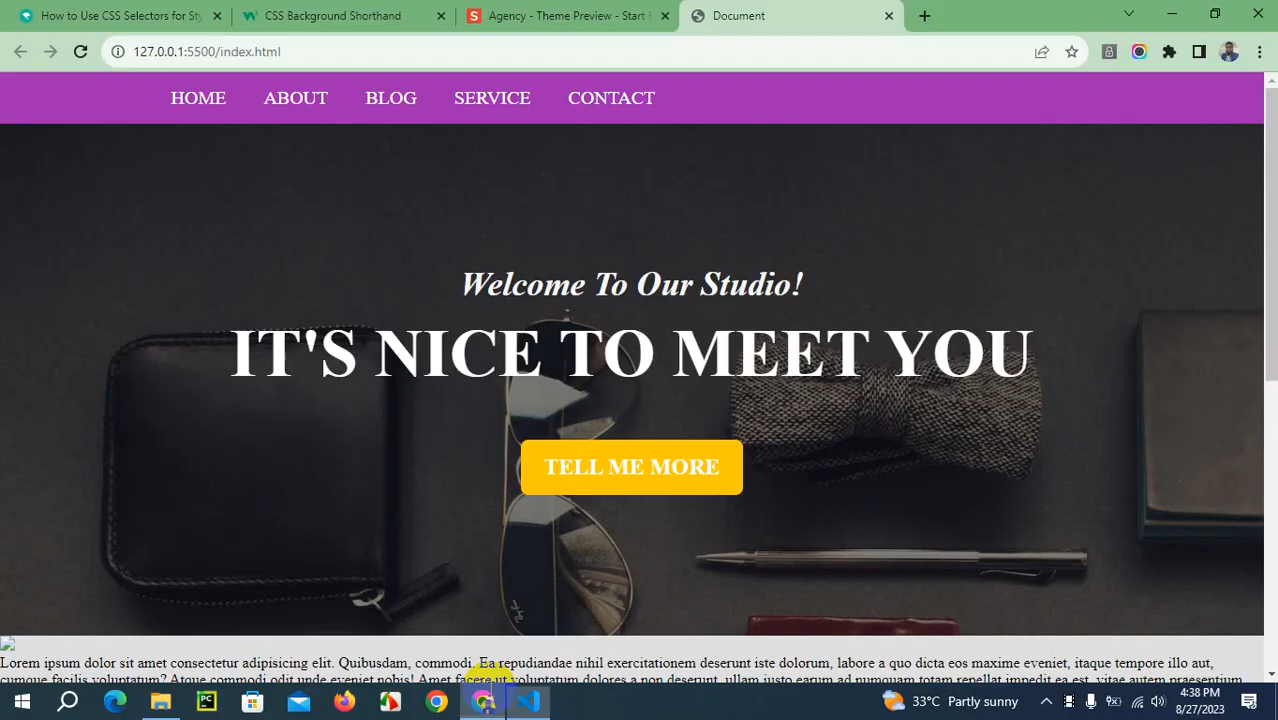 How to Use CSS Selectors for Sty
CSS Background Shorthand
Agency - Theme Preview - Start
Document
127.0.0.1:5500/index.html
HOME ABOUT BLOG SERVICE CONTACT
Welcome To Our Studio!
IT'S NICE TO MEET YOU
TELL ME MORE
Lorem ipsum dolor sit amet consectetur adipisicing elit. Quibusdam, commodi. Ea repudiandae nihil exercitationem deserunt iste dolorum, labore a quo dicta eos maxime eveniet, itaque tempore illo aut,
33°C Partly sunny
4:38 PM
8/27/2023